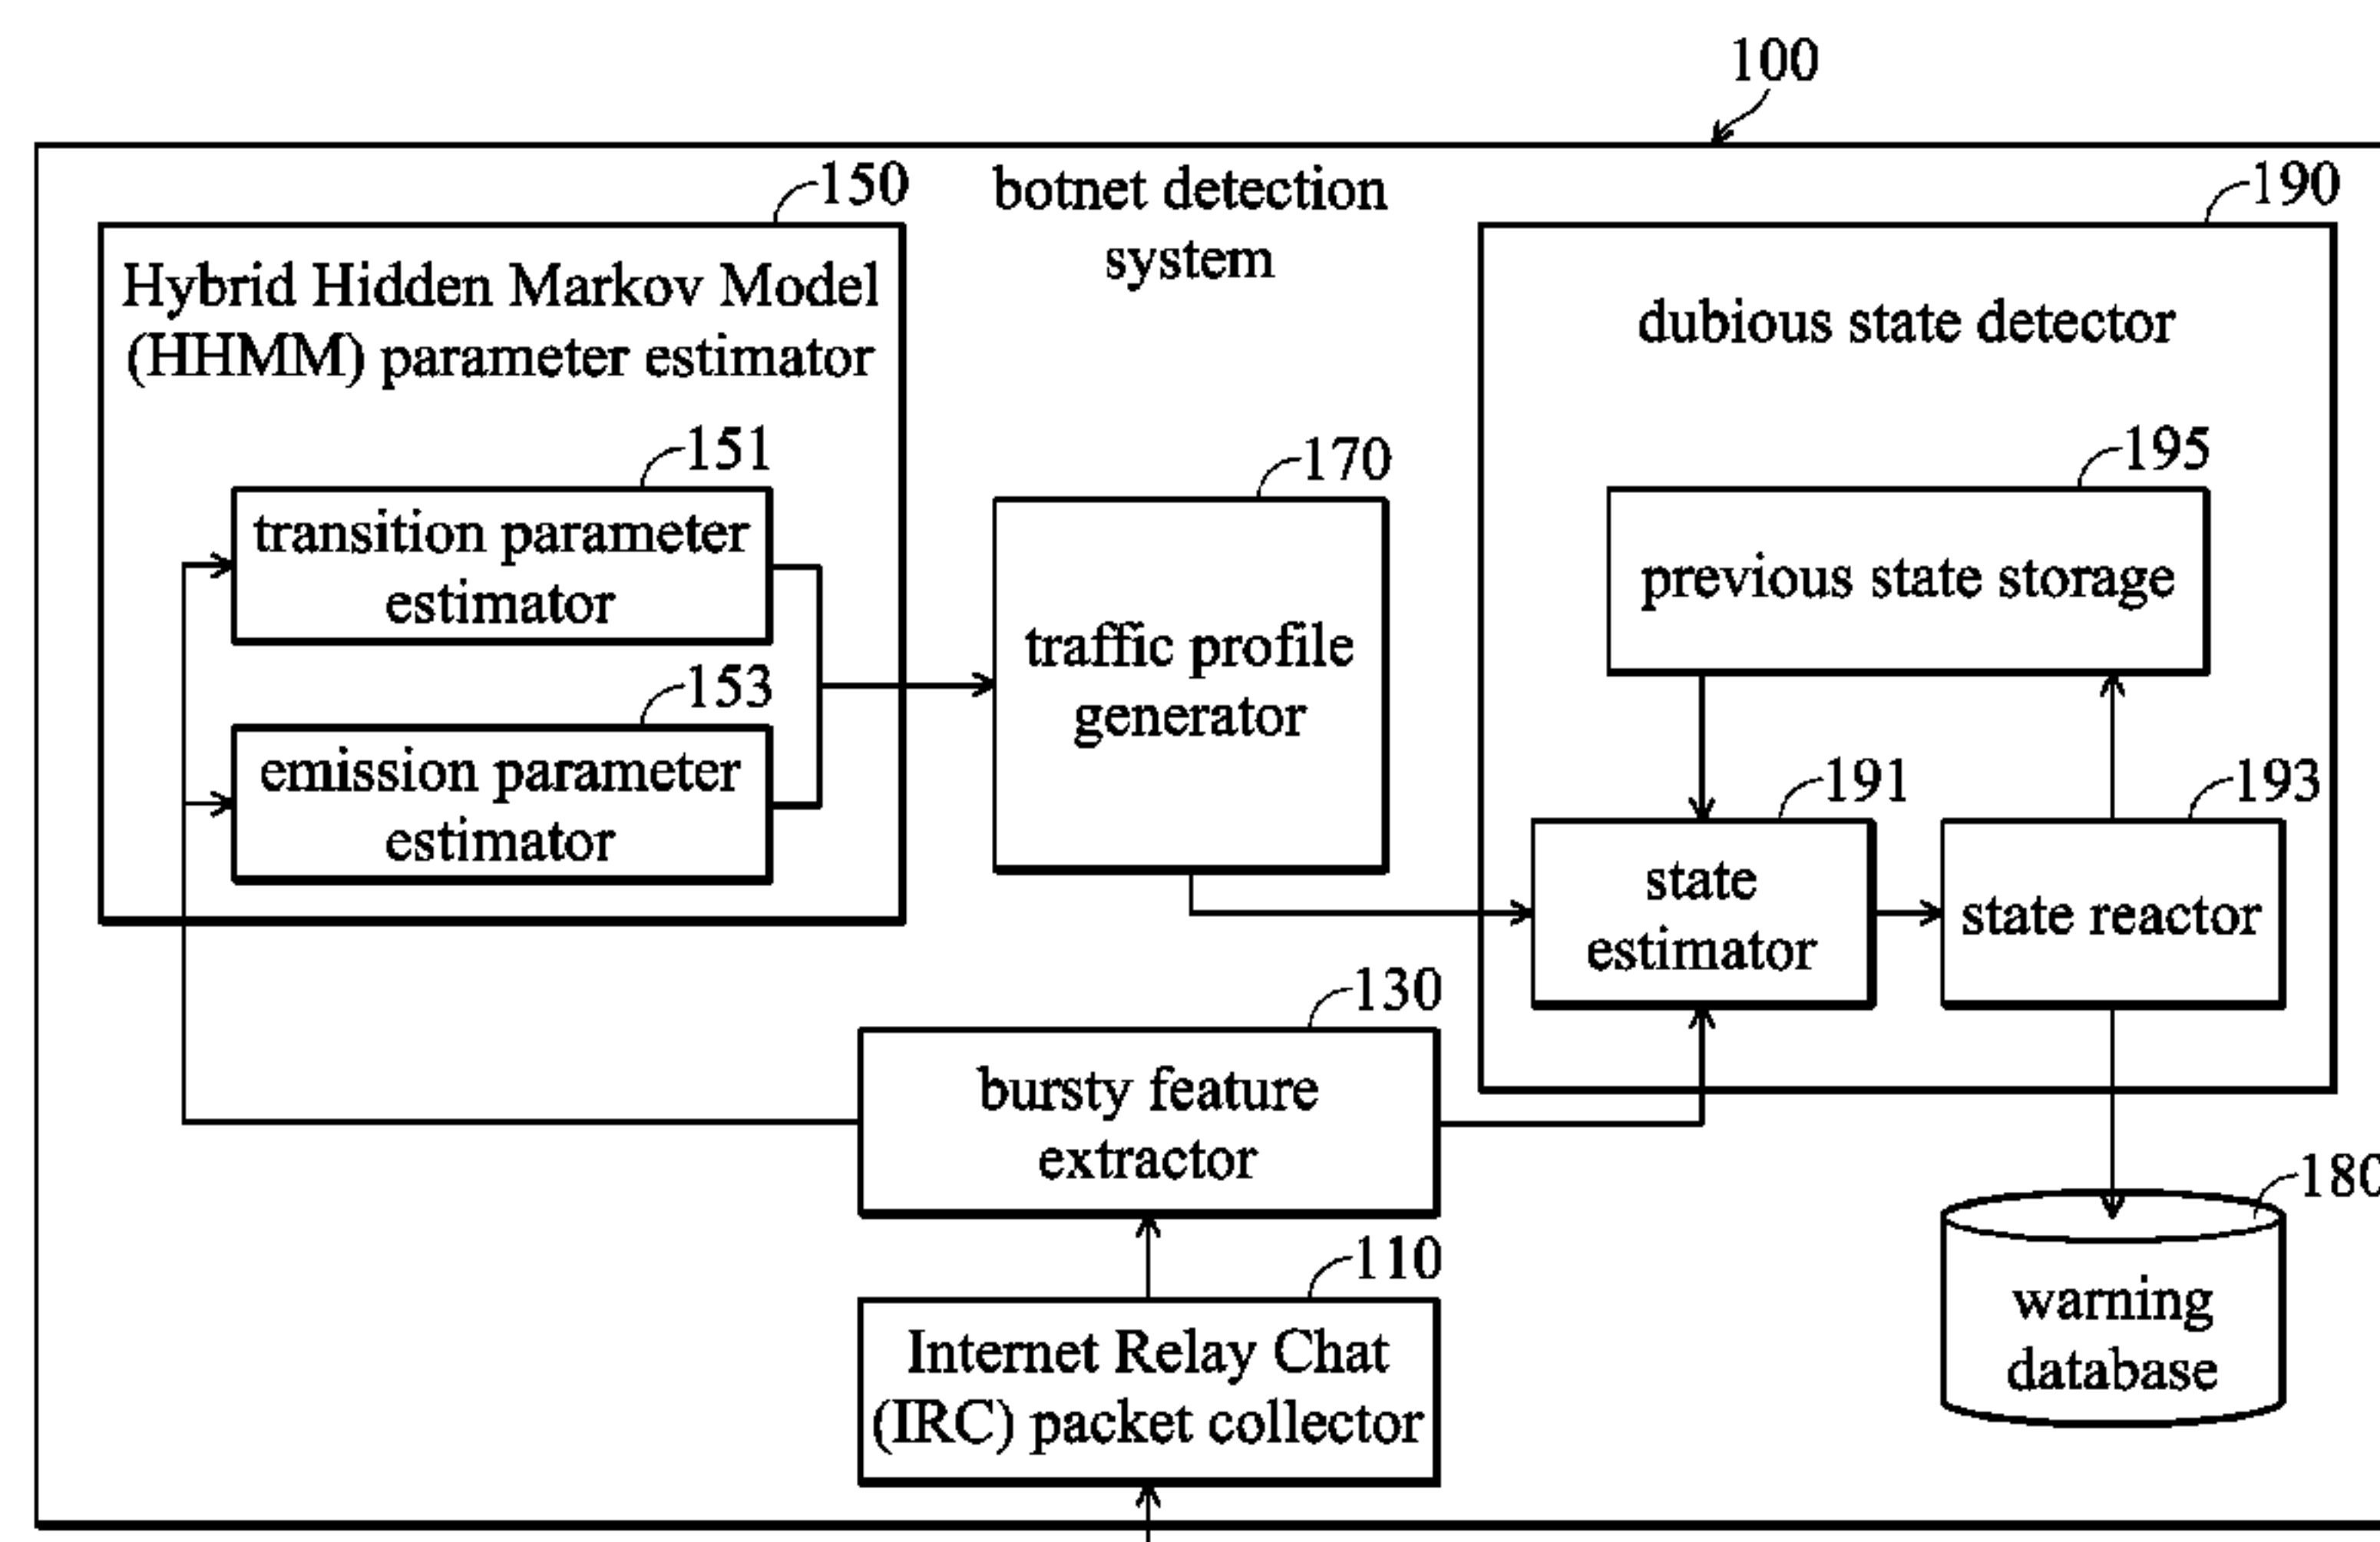 100
150
botnet detection
system
190
Hybrid Hidden Markov Model
(HHMM) parameter estimator
dubious state detector
151
transition parameter
estimator
170
traffic profile
generator
195
previous state storage
153
emission parameter
estimator
191
state
estimator
193
state reactor
130
bursty feature
extractor
180
warning
database
110
Internet Relay Chat
(IRC) packet collector